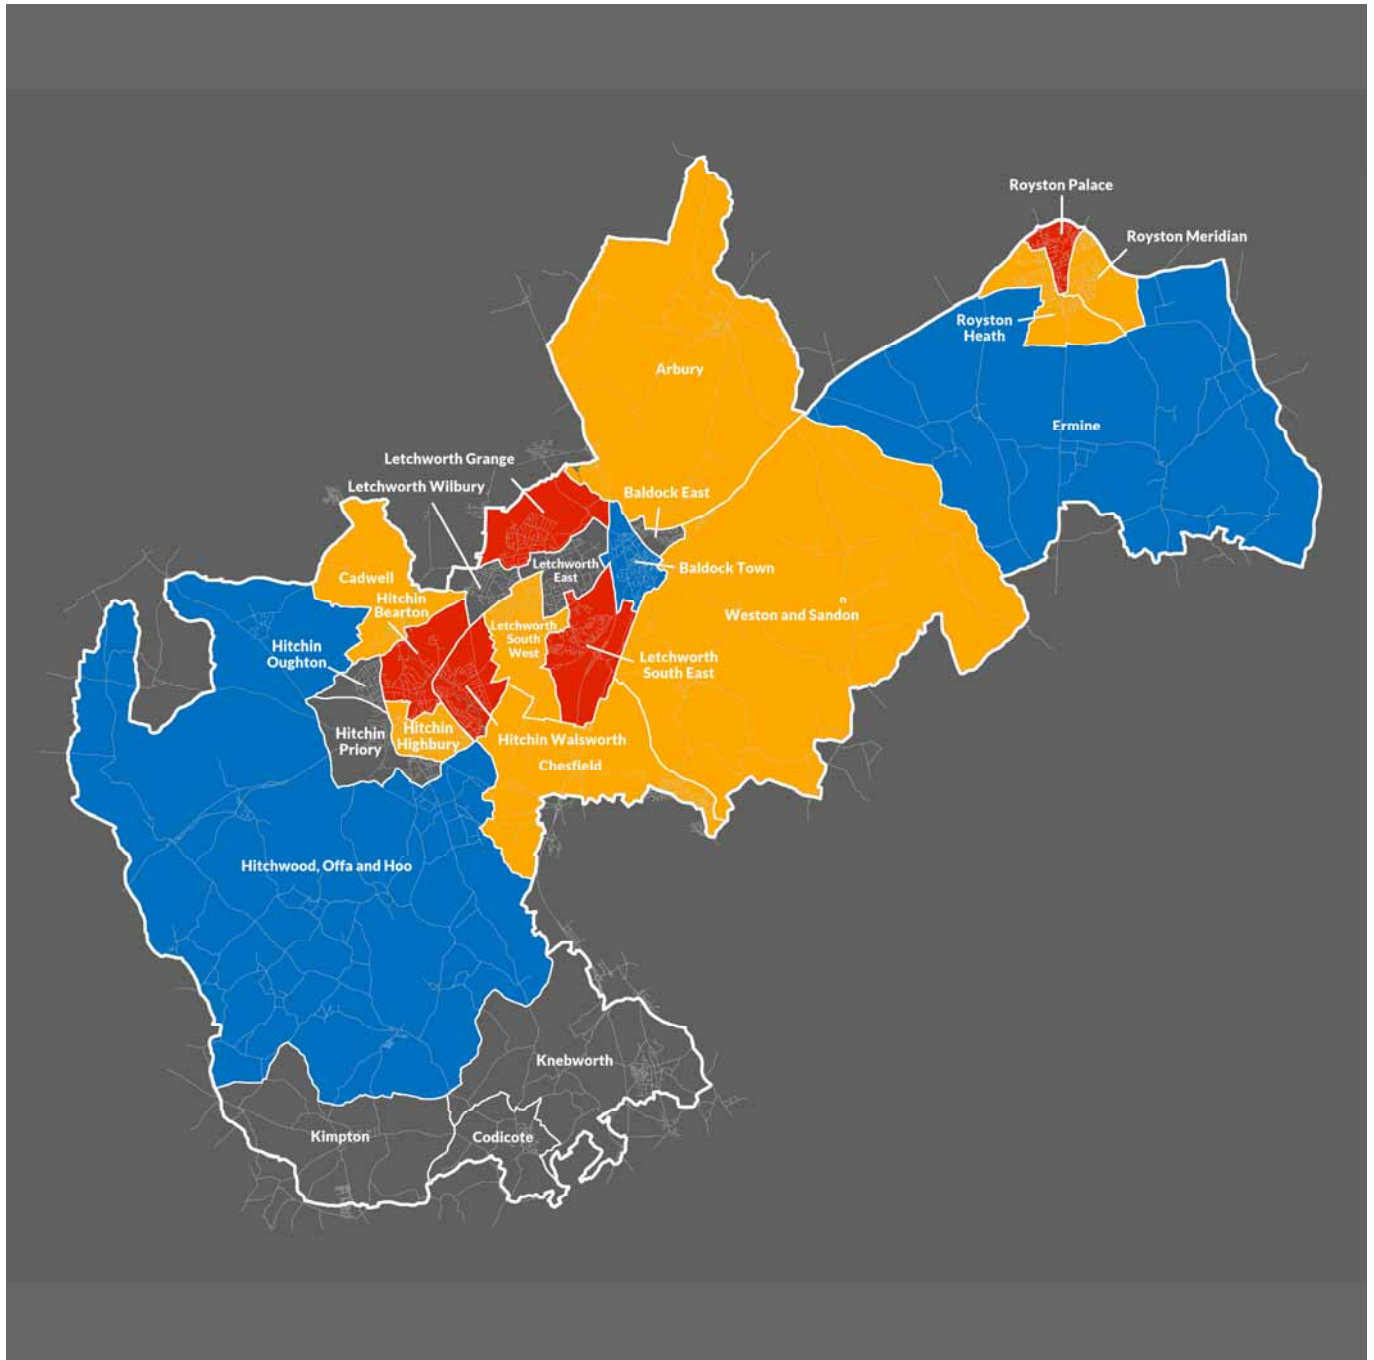 Royston Palace
Royston Meridian
Royston
Heath
Arbury
Ermine
Letchworth Grange
Letchworth Wilbury
Baldock East
Letchworth
East
Baldock Town
Cadwell
Hitchin
Bearton
n
Weston and Sandon
Letchworth
South
West
Hitchin
Oughton
Letchworth
South East
Hitchin
Priory
Hitchin
Highbury
Hitchin Walsworth
Chesfield
Hitchwood, Offa and Hoo
Knebworth
Kimpton
Codicote